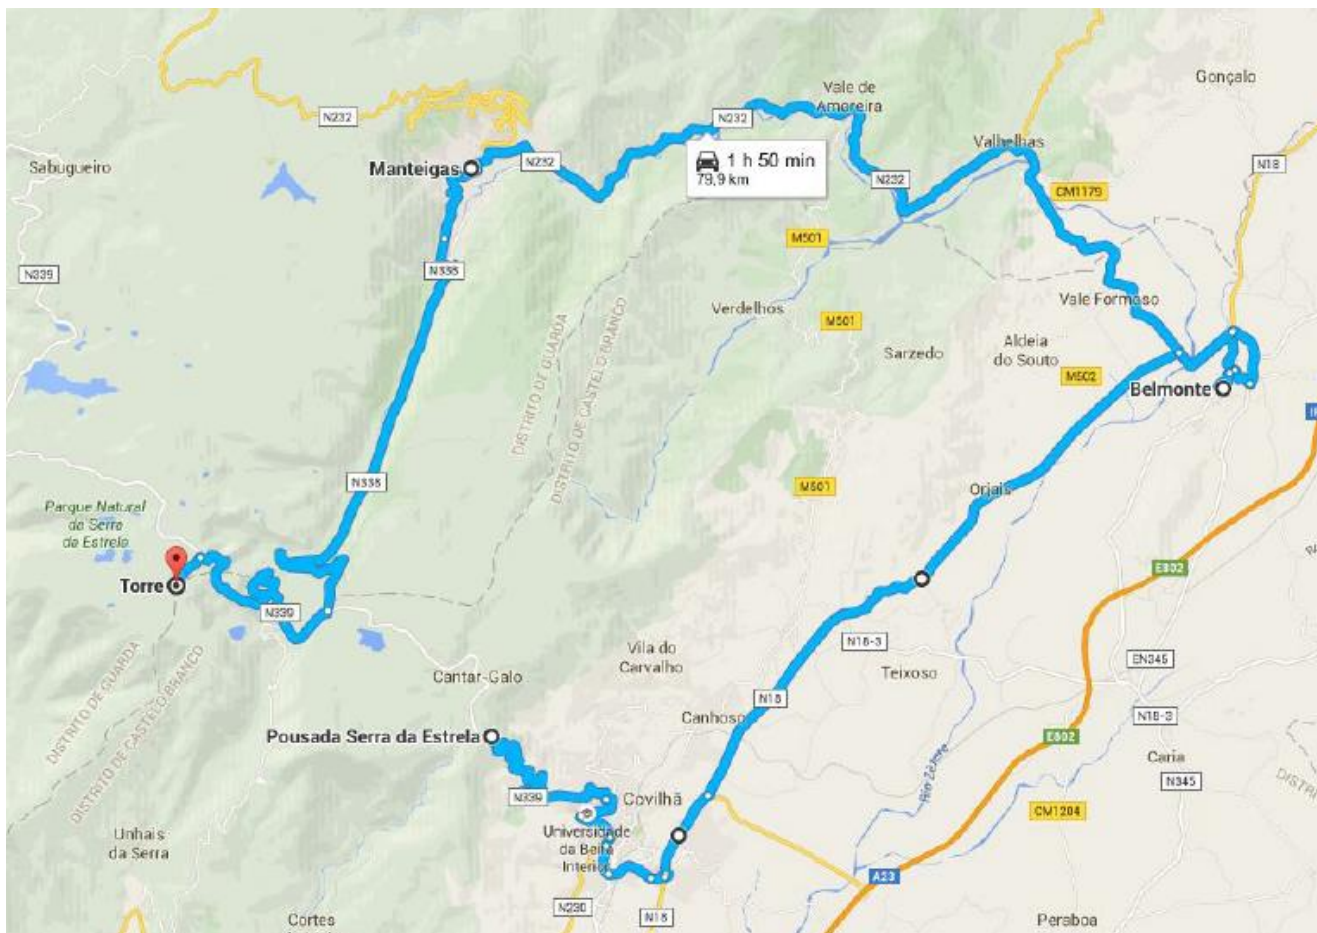 Gonçalo
Vale de
Amoreira
N232
N232
Valhelhas
N18
Sabugueiro
Manteigas
N232
1 h 50 min
79,9 km
N232
CM1179
M501
N339
N338
Verdelhos
Vale Formoso
M501
Aldeia
do Souto
Sarzedo
DISTRITO DE GUARDA
DISTRITO DE CASTELO BRANCO
M502
Belmonte
N338
M501
Orjais
Parque Natural
da Serra
da Estrela
Torre
E802
N339
N18-3
Vila do
Carvalho
Teixoso
EN345
Cantar-Galo
N18
DISTRITO DE GUARDA
DISTRITO DE CASTELO BRANCO
Canhoso
N18-3
Pousada Serra da Estrela
E802
Rio Zêzere
Caria
N345
N339
Covilhã
CM1204
Unhais
da Serra
Universidade
da Beira
Interior
A23
N230
N18
Cortes
Peraboa